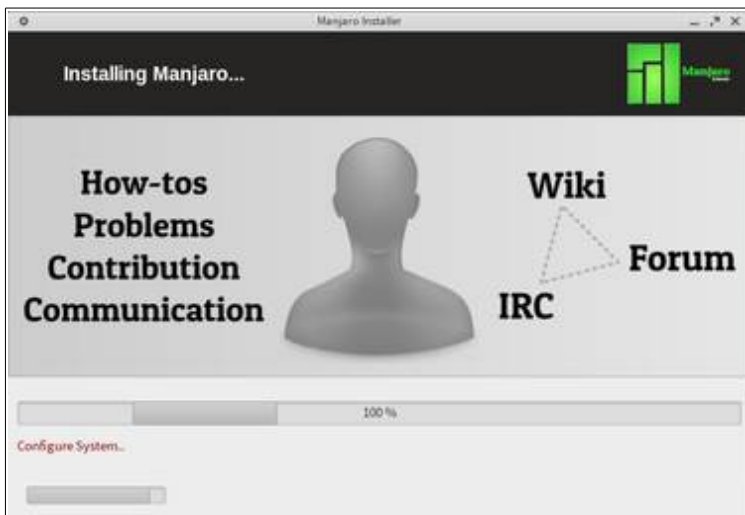 Manjaro Installer
Installing Manjaro...
Manjaro
How-tos
Problems
Contribution
Communication
Wiki
Forum
IRC
100 %
Configure System..